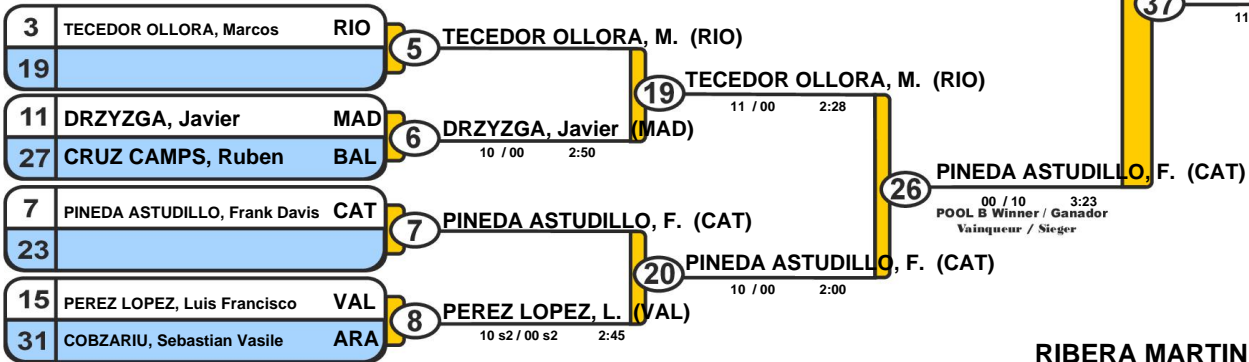 3 TECEDOR OLLORA, Marcos RIO
19
5 TECEDOR OLLORA, M. (RIO)
11 DRZYZGA, Javier MAD
27 CRUZ CAMPS, Ruben BAL
6 DRZYZGA, Javier (MAD)
10 / 00 2:50
19 TECEDOR OLLORA, M. (RIO)
11 / 00 2:28
7 PINEDA ASTUDILLO, Frank Davis CAT
23
7 PINEDA ASTUDILLO, F. (CAT)
15 PEREZ LOPEZ, Luis Francisco VAL
31 COBZARIU, Sebastian Vasile ARA
8 PEREZ LOPEZ, L. (VAL)
10 s2 / 00 s2 2:45
20 PINEDA ASTUDILLO, F. (CAT)
10 / 00 2:00
26 PINEDA ASTUDILLO, F. (CAT)
00 / 10 3:23
POOL B Winner / Ganador
Vainqueur / Sieger
37
11
RIBERA MARTIN